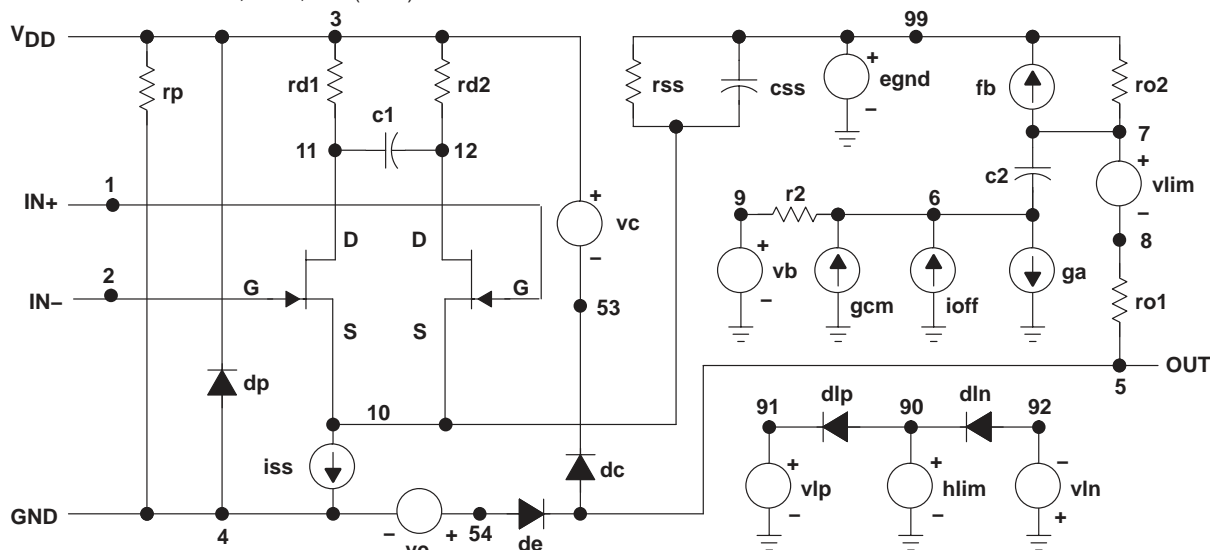 3
99
VDD
rd1
rd2
rp
c1
11
12
rss
css
egnd
fb
ro2
+
−
7
c2
+
vlim
−
8
1
IN+
2
IN−
D
D
G
G
S
S
+
vc
−
53
9
r2
6
+
vb
−
gcm
ioff
ga
ro1
OUT
5
dp
10
iss
dc
GND
4
−
+
54
de
91
dlp
90
dln
92
+
vlp
−
+
hlim
−
−
vln
+